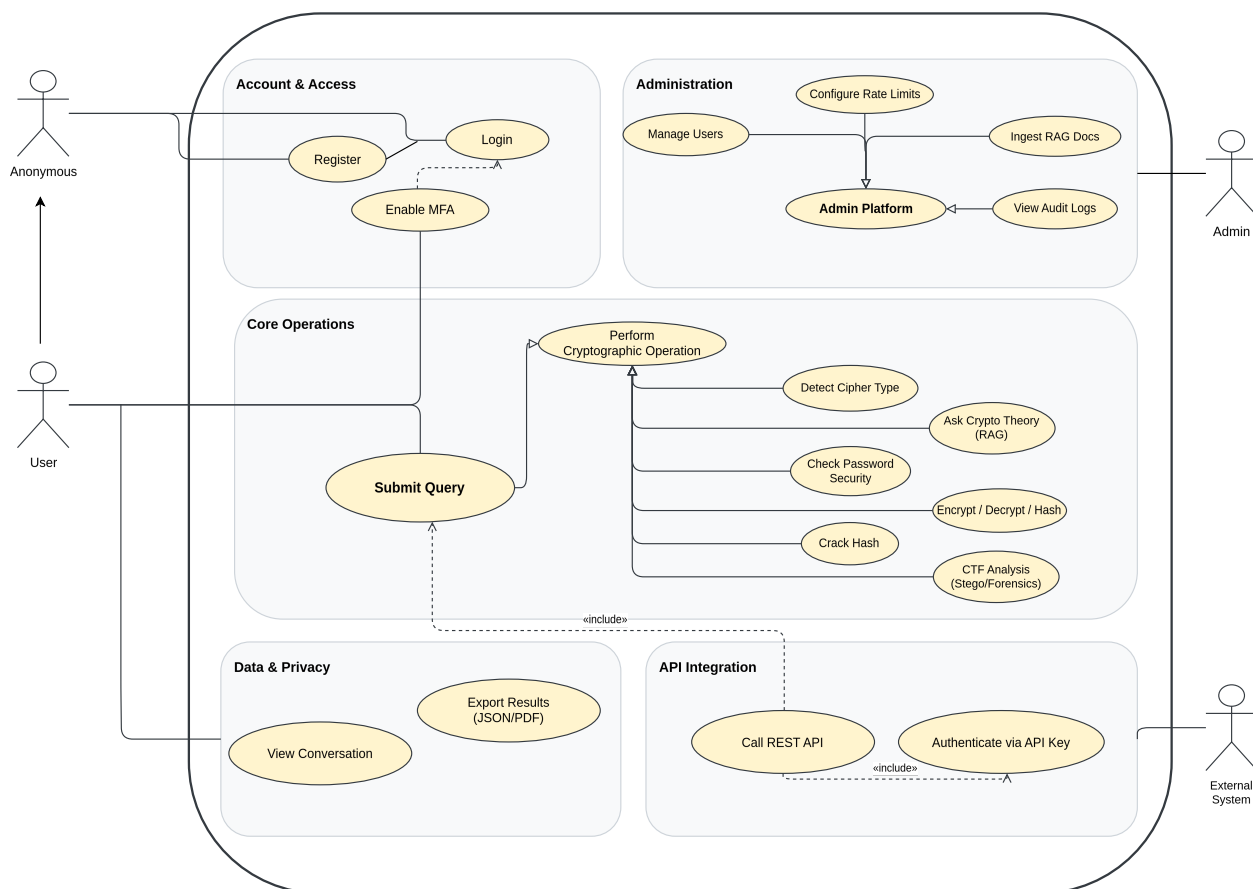 Account & Access
Administration
Configure Rate Limits
Manage Users
Login
Ingest RAG Docs
Register
Anonymous
Enable MFA
Admin Platform
View Audit Logs
Admin
Core Operations
Perform
Cryptographic Operation
Detect Cipher Type
Ask Crypto Theory
(RAG)
User
Check Password
Security
Submit Query
Encrypt / Decrypt / Hash
Crack Hash
CTF Analysis
(Stego/Forensics)
«include»
Data & Privacy
API Integration
Export Results
(JSON/PDF)
View Conversation
Call REST API
Authenticate via API Key
«include»
External
System